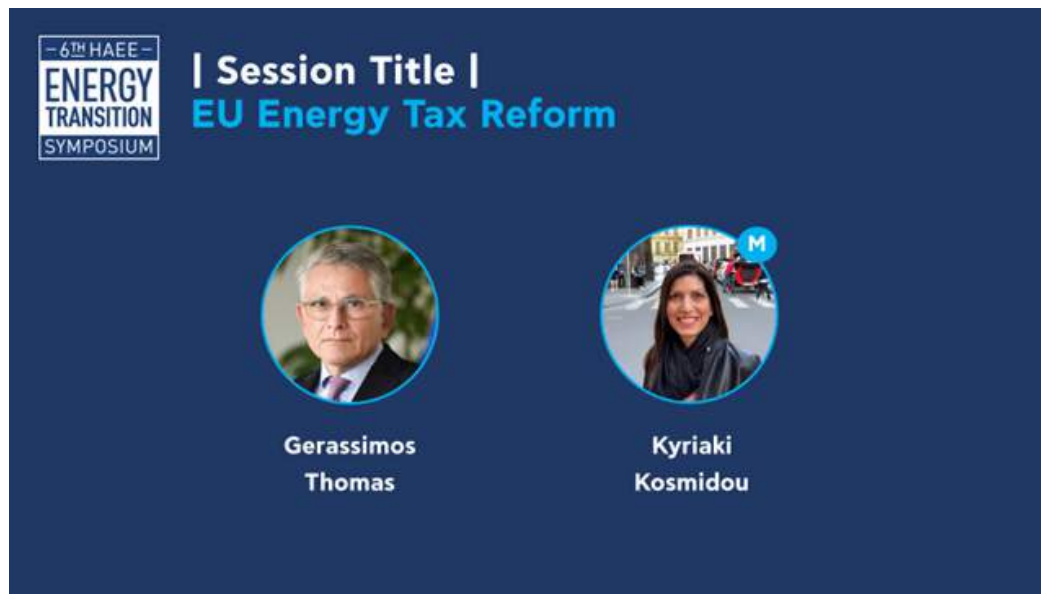 6TH HAEE
ENERGY
TRANSITION
SYMPOSIUM
| Session Title |
EU Energy Tax Reform
M
Gerassimos
Thomas
Kyriaki
Kosmidou